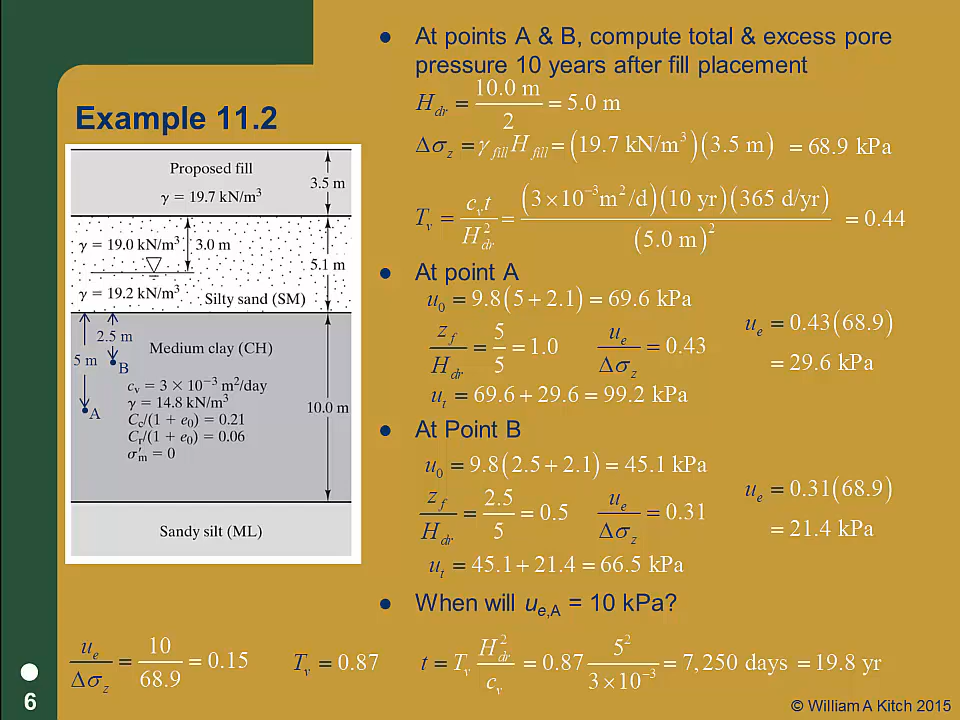 Example 11.2
Proposed fill
γ = 19.7 kN/m³
3.5 m
γ = 19.0 kN/m³
3.0 m
5.1 m
γ = 19.2 kN/m³
Silty sand (SM)
2.5 m
5 m
B
A
Medium clay (CH)
c_v = 3 × 10⁻³ m²/day
γ = 14.8 kN/m³
C_c/(1 + e₀) = 0.21
C_r/(1 + e₀) = 0.06
σ′_m = 0
10.0 m
Sandy silt (ML)
• At points A & B, compute total & excess pore
pressure 10 years after fill placement
H_dr = 10.0 m / 2 = 5.0 m
Δσ_z = γ_fill H_fill = (19.7 kN/m³)(3.5 m) = 68.9 kPa
T_v = c_v t / H²_dr = (3×10⁻³ m²/d)(10 yr)(365 d/yr) / (5.0 m)² = 0.44
• At point A
u₀ = 9.8(5 + 2.1) = 69.6 kPa
z_f / H_dr = 5 / 5 = 1.0
u_e / Δσ_z = 0.43
u_e = 0.43(68.9)
= 29.6 kPa
u_t = 69.6 + 29.6 = 99.2 kPa
• At Point B
u₀ = 9.8(2.5 + 2.1) = 45.1 kPa
z_f / H_dr = 2.5 / 5 = 0.5
u_e / Δσ_z = 0.31
u_e = 0.31(68.9)
= 21.4 kPa
u_t = 45.1 + 21.4 = 66.5 kPa
• When will u_e,A = 10 kPa?
u_e / Δσ_z = 10 / 68.9 = 0.15
T_v = 0.87
t = T_v H²_dr / c_v = 0.87 5² / 3×10⁻³ = 7,250 days = 19.8 yr
6
© William A Kitch 2015